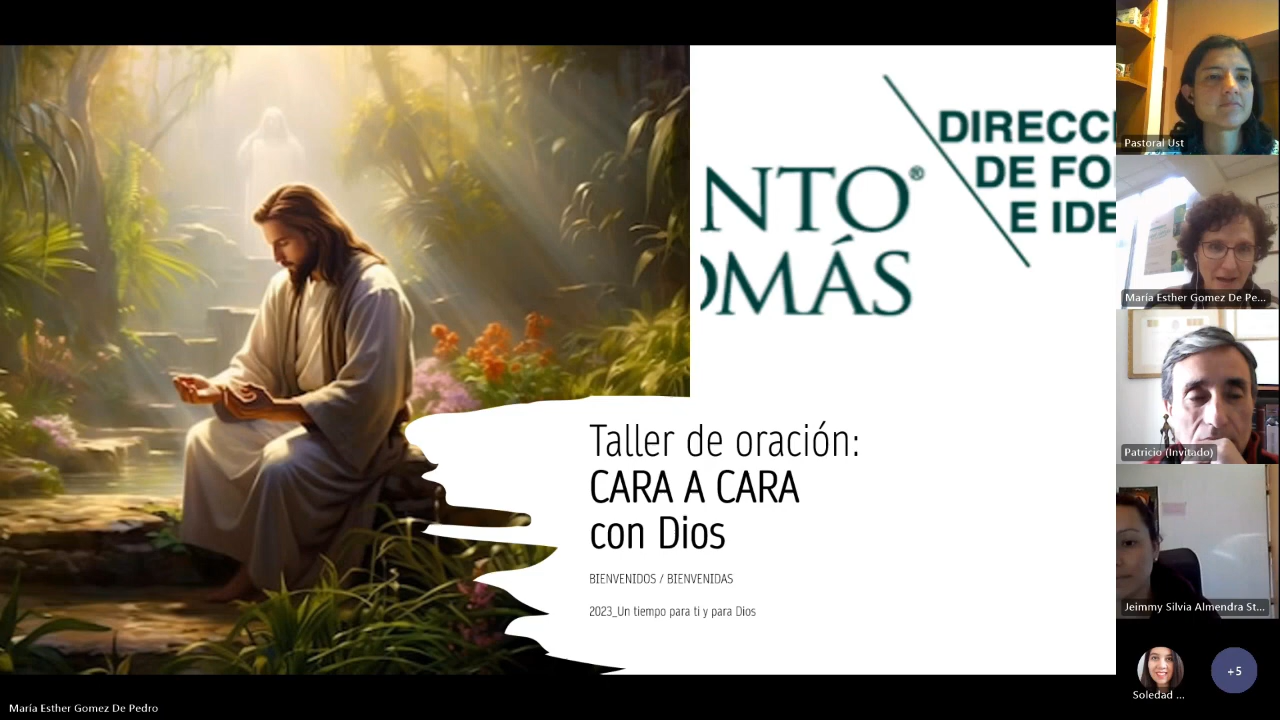 NTO®
OMÁS
DIRECCI
DE FO
E IDE
Taller de oración:
CARA A CARA
con Dios
BIENVENIDOS / BIENVENIDAS
2023_Un tiempo para ti y para Dios
Pastoral Ust
María Esther Gomez De Pe...
Patricio (Invitado)
Jeimmy Silvia Almendra St...
Soledad ...
+5
María Esther Gomez De Pedro